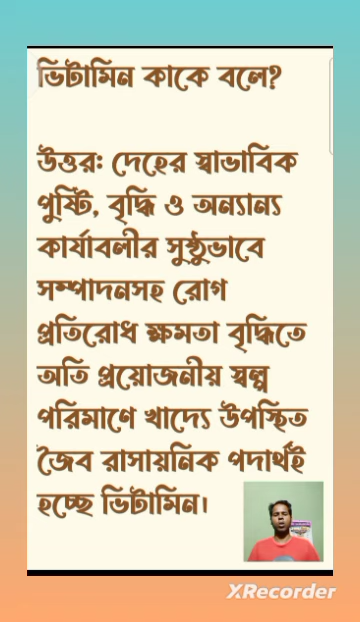 ভিটামিন কাকে বলে?
উত্তর: দেহের স্বাভাবিক
পুষ্টি, বৃদ্ধি ও অন্যান্য
কার্যাবলীর সুষ্ঠুভাবে
সম্পাদনসহ রোগ
প্রতিরোধ ক্ষমতা বৃদ্ধিতে
অতি প্রয়োজনীয় স্বল্প
পরিমাণে খাদ্যে উপস্থিত
জৈব রাসায়নিক পদার্থই
হচ্ছে ভিটামিন।
XRecorder